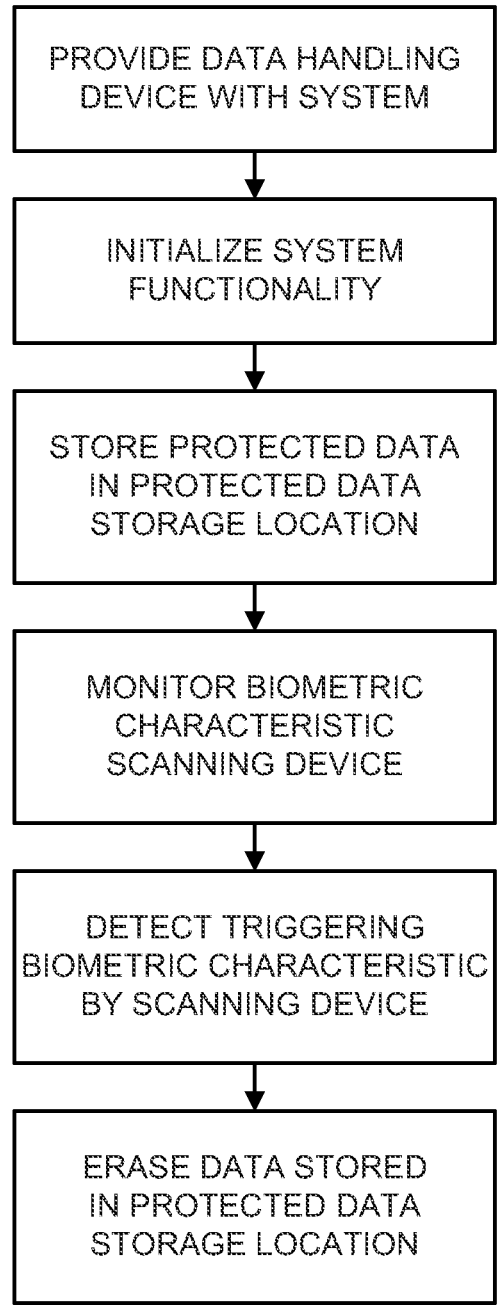 PROVIDE DATA HANDLING
DEVICE WITH SYSTEM
INITIALIZE SYSTEM
FUNCTIONALITY
STORE PROTECTED DATA
IN PROTECTED DATA
STORAGE LOCATION
MONITOR BIOMETRIC
CHARACTERISTIC
SCANNING DEVICE
DETECT TRIGGERING
BIOMETRIC CHARACTERISTIC
BY SCANNING DEVICE
ERASE DATA STORED
IN PROTECTED DATA
STORAGE LOCATION